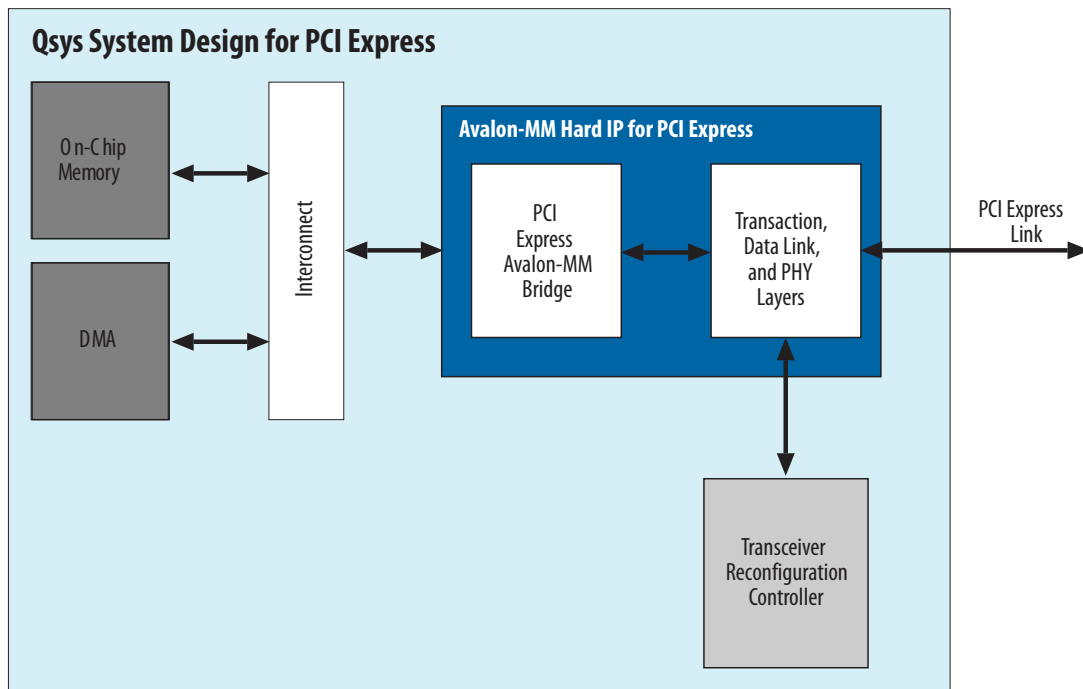 Qsys System Design for PCI Express
On-Chip
Memory
DMA
Interconnect
Avalon-MM Hard IP for PCI Express
PCI
Express
Avalon-MM
Bridge
Transaction,
Data Link,
and PHY
Layers
PCI Express
Link
Transceiver
Reconfiguration
Controller